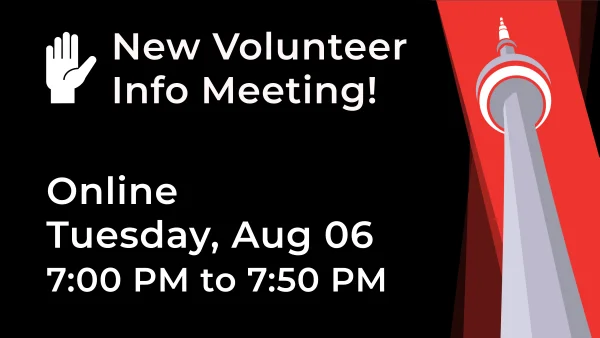 New Volunteer
Info Meeting!
Online
Tuesday, Aug 06
7:00 PM to 7:50 PM